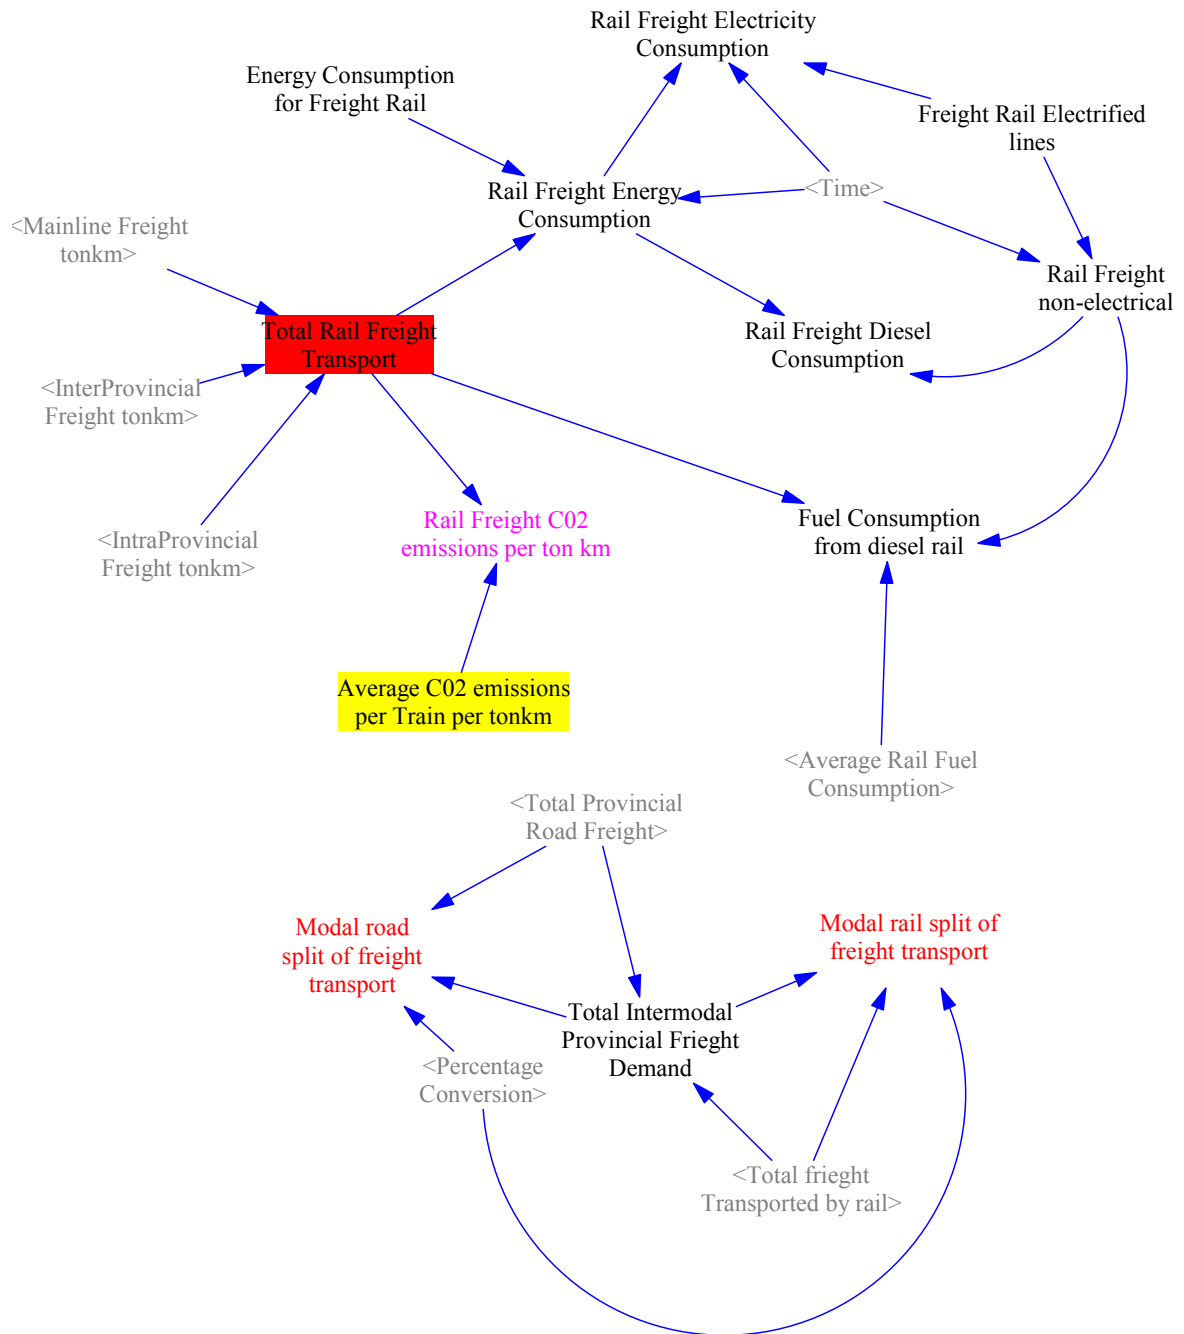 Rail Freight Electricity
Consumption
Energy Consumption
for Freight Rail
Freight Rail Electrified
lines
Rail Freight Energy
Consumption
<Time>
<Mainline Freight
tonkm>
Rail Freight
non-electrical
Total Rail Freight
Transport
Rail Freight Diesel
Consumption
<InterProvincial
Freight tonkm>
Rail Freight C02
emissions per ton km
Fuel Consumption
from diesel rail
<IntraProvincial
Freight tonkm>
Average C02 emissions
per Train per tonkm
<Average Rail Fuel
Consumption>
<Total Provincial
Road Freight>
Modal road
split of freight
transport
Modal rail split of
freight transport
Total Intermodal
Provincial Frieght
Demand
<Percentage
Conversion>
<Total frieght
Transported by rail>